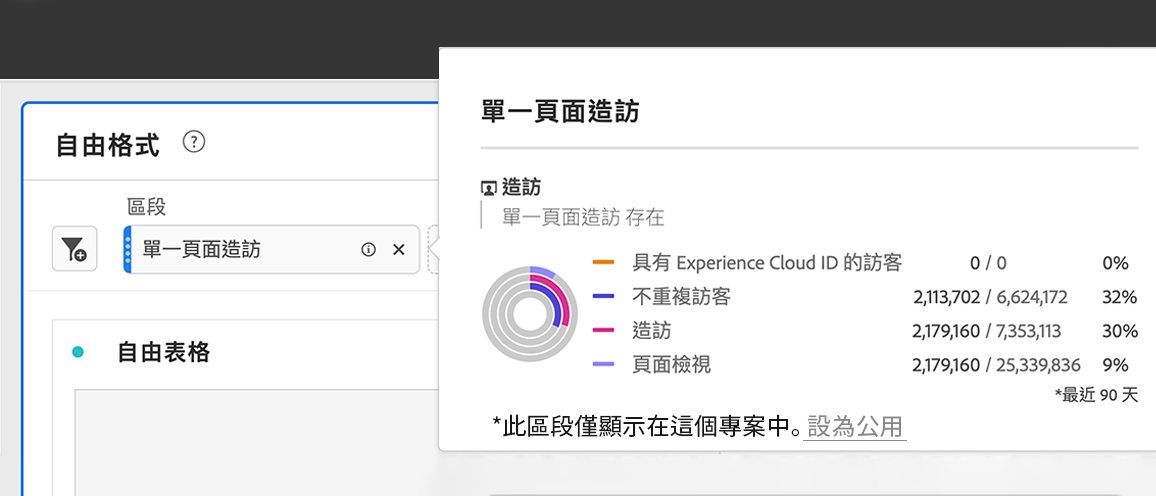 單一頁面造訪
自由格式 ?
造訪
單一頁面造訪 存在
區段
單一頁面造訪
具有 Experience Cloud ID 的訪客 0 / 0 0%
不重複訪客 2,113,702 / 6,624,172 32%
造訪 2,179,160 / 7,353,113 30%
頁面檢視 2,179,160 / 25,339,836 9%
*最近 90 天
自由表格
*此區段僅顯示在這個專案中。設為公用